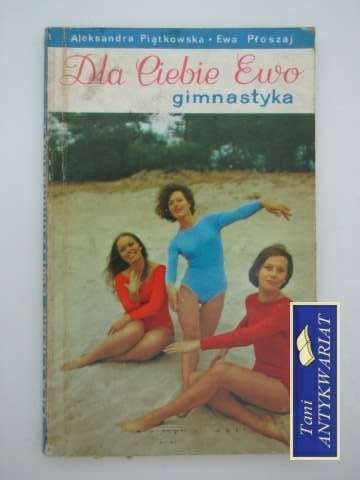 Aleksandra Piątkowska • Ewa Płoszaj
Dla Ciebie Ewo
gimnastyka
Tani
ANTYKWARIAT